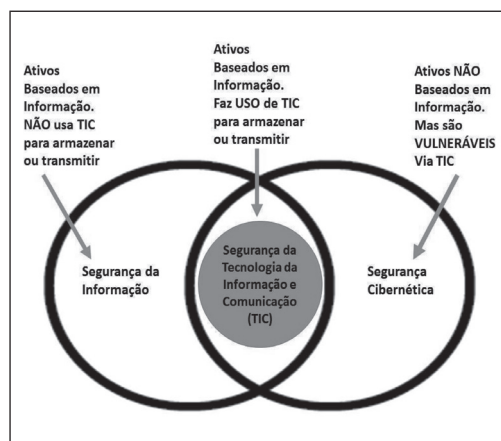 Ativos
Baseados em
Informação.
NÃO usa TIC
para armazenar
ou transmitir
Ativos
Baseados em
Informação.
Faz USO de TIC
para armazenar
ou transmitir
Ativos NÃO
Baseados em
Informação.
Mas são
VULNERÁVEIS
Via TIC
Segurança da
Informação
Segurança da
Tecnologia da
Informação e
Comunicação
(TIC)
Segurança
Cibernética